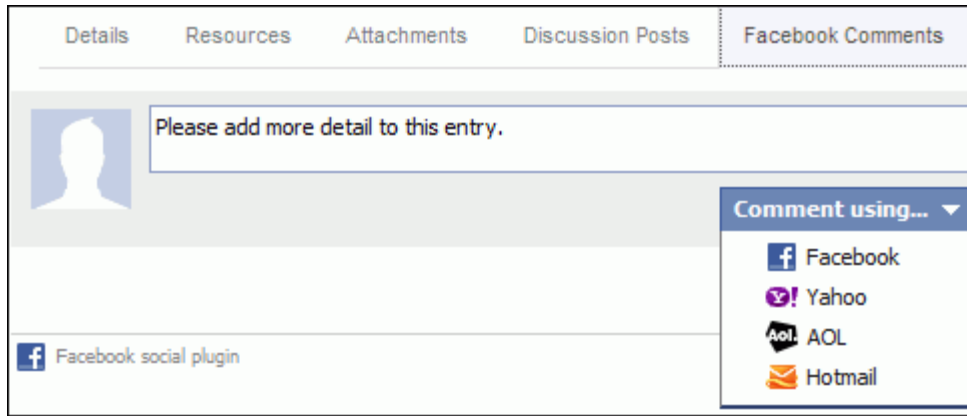 Details Resources Attachments Discussion Posts Facebook Comments
Please add more detail to this entry.
Comment using...
Facebook
Yahoo
AOL
Hotmail
Facebook social plugin